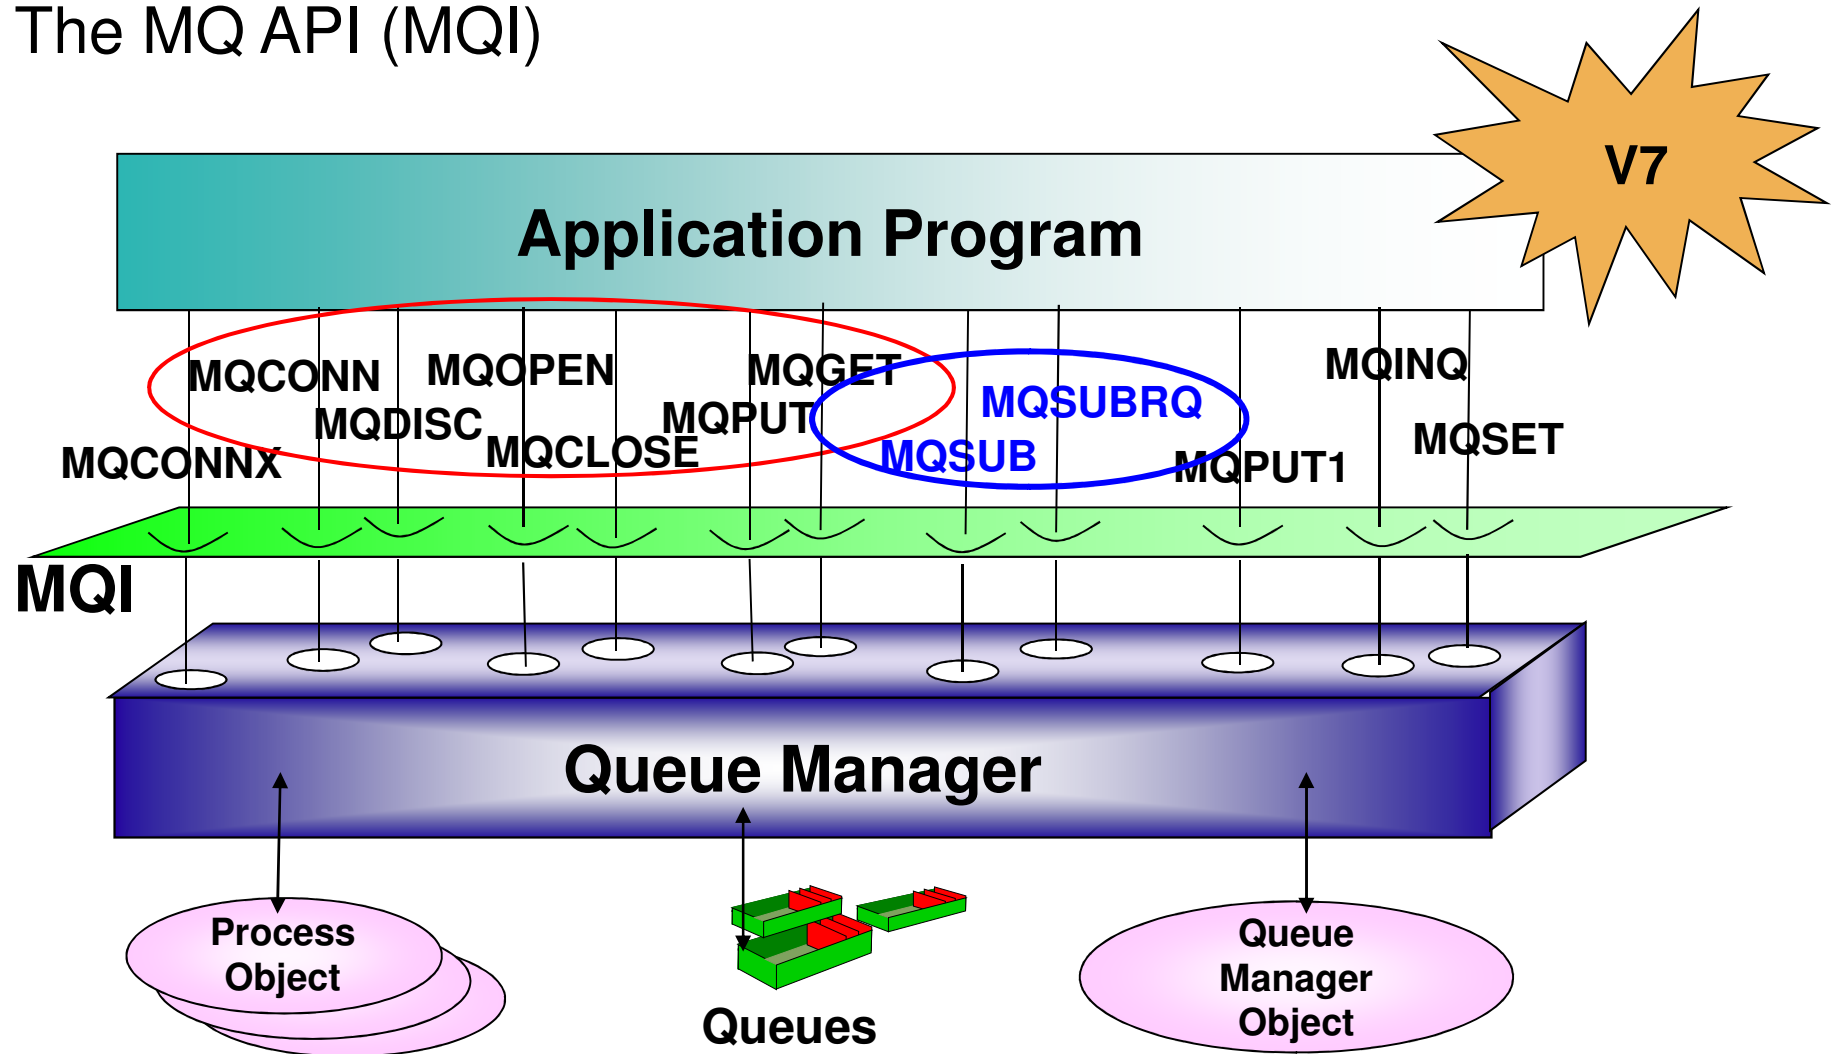 The MQ API (MQI)
V7
Application Program
MQCONN
MQOPEN
MQGET
MQINQ
MQDISC
MQPUT
MQSUBRQ
MQCONNX
MQCLOSE
MQSUB
MQPUT1
MQSET
MQI
Queue Manager
Process
Object
Queues
Queue
Manager
Object